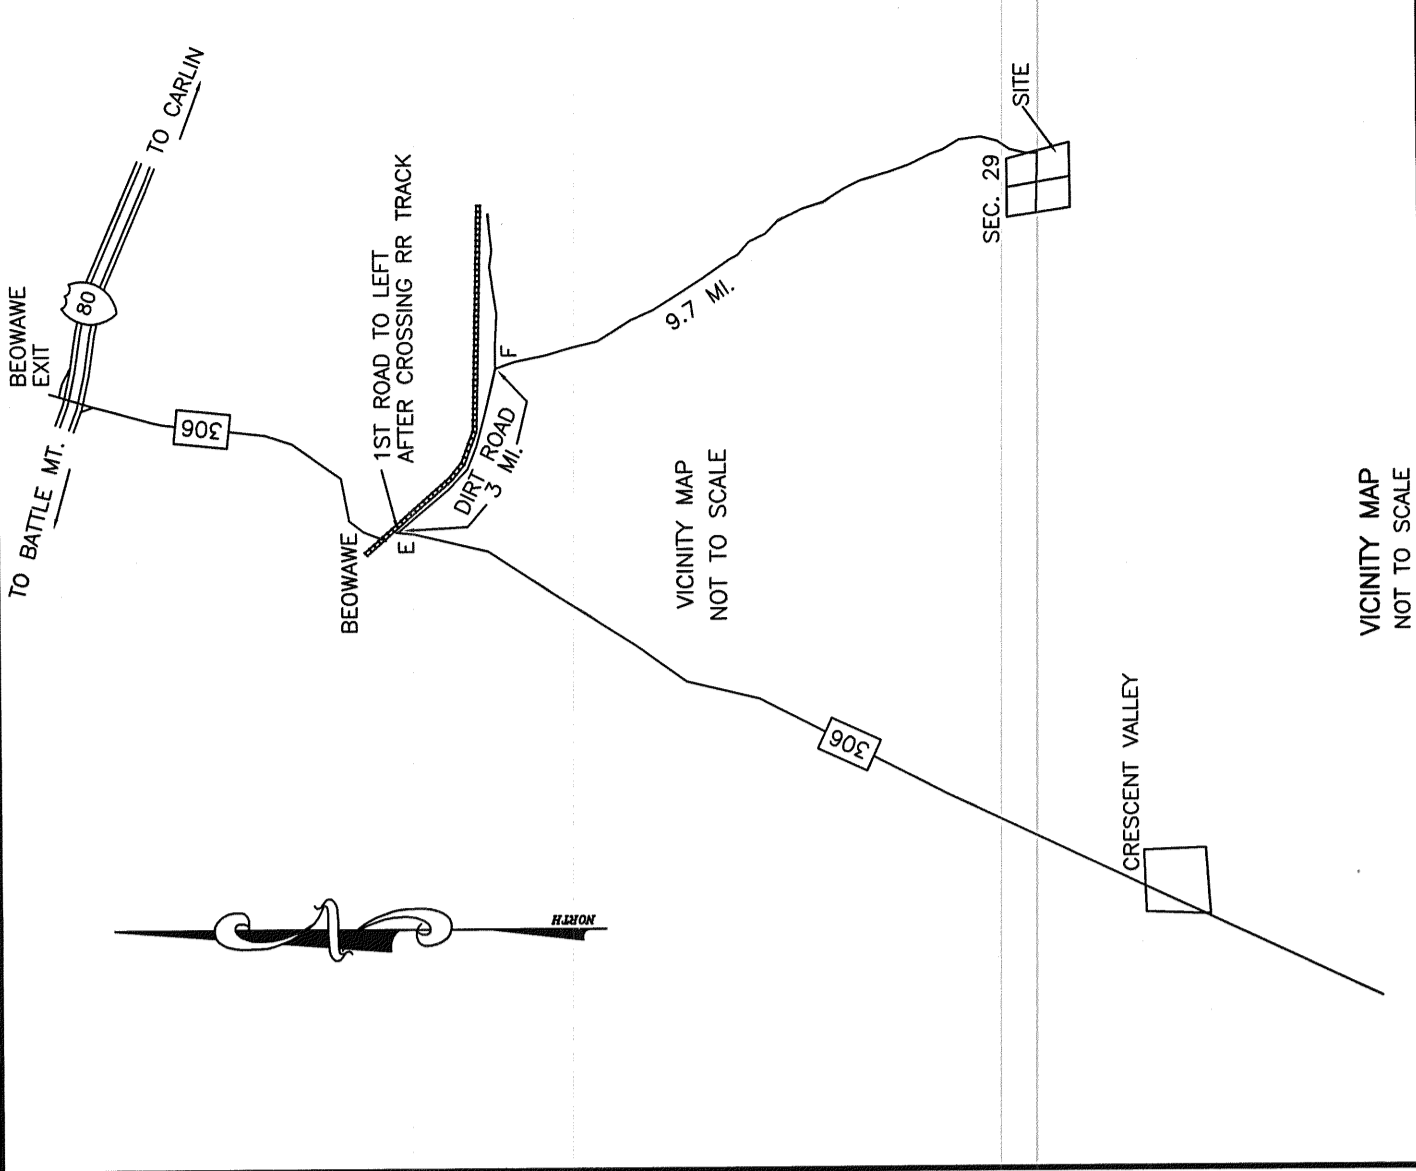 BEOWAWE
EXIT
80
TO CARLIN
TO BATTLE MT.
306
1ST ROAD TO LEFT
AFTER CROSSING RR TRACK
BEOWAWE
E
F
DIRT ROAD
3 MI.
9.7 MI.
SEC. 29
SITE
VICINITY MAP
NOT TO SCALE
306
CRESCENT VALLEY
N
NORTH
VICINITY MAP
NOT TO SCALE